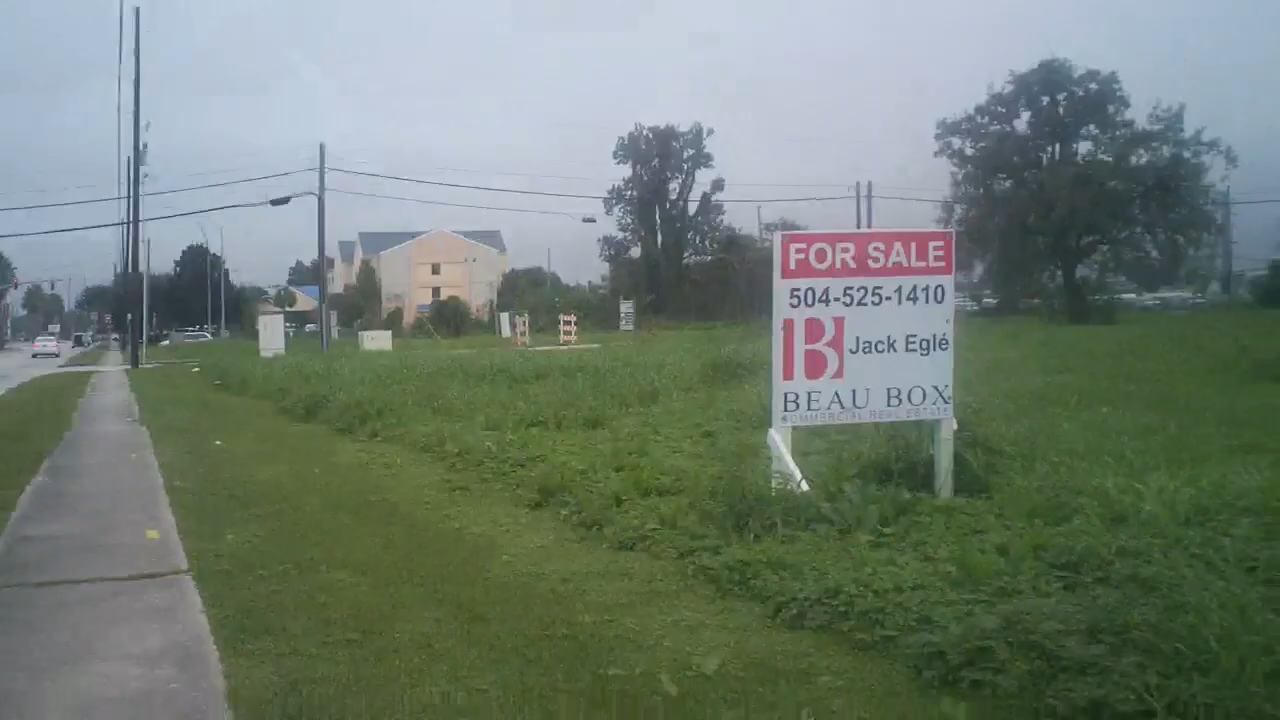 FOR SALE
504-525-1410
B Jack Eglé
BEAU BOX
COMMERCIAL REAL ESTATE